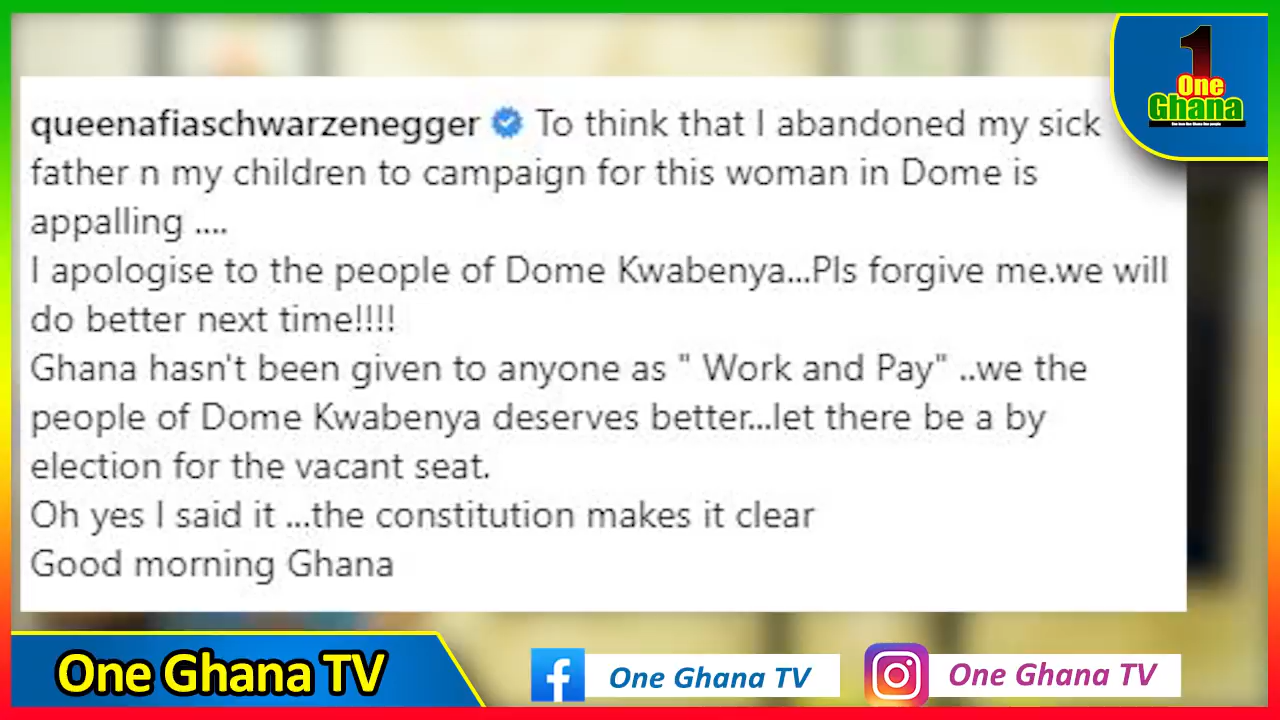 1
One
Ghana
queenafiaschwarzenegger To think that I abandoned my sick
father n my children to campaign for this woman in Dome is
appalling ....
I apologise to the people of Dome Kwabenya...Pls forgive me.we will
do better next time!!!!
Ghana hasn't been given to anyone as " Work and Pay" ..we the
people of Dome Kwabenya deserves better...let there be a by
election for the vacant seat.
Oh yes I said it ...the constitution makes it clear
Good morning Ghana
One Ghana TV
One Ghana TV
One Ghana TV